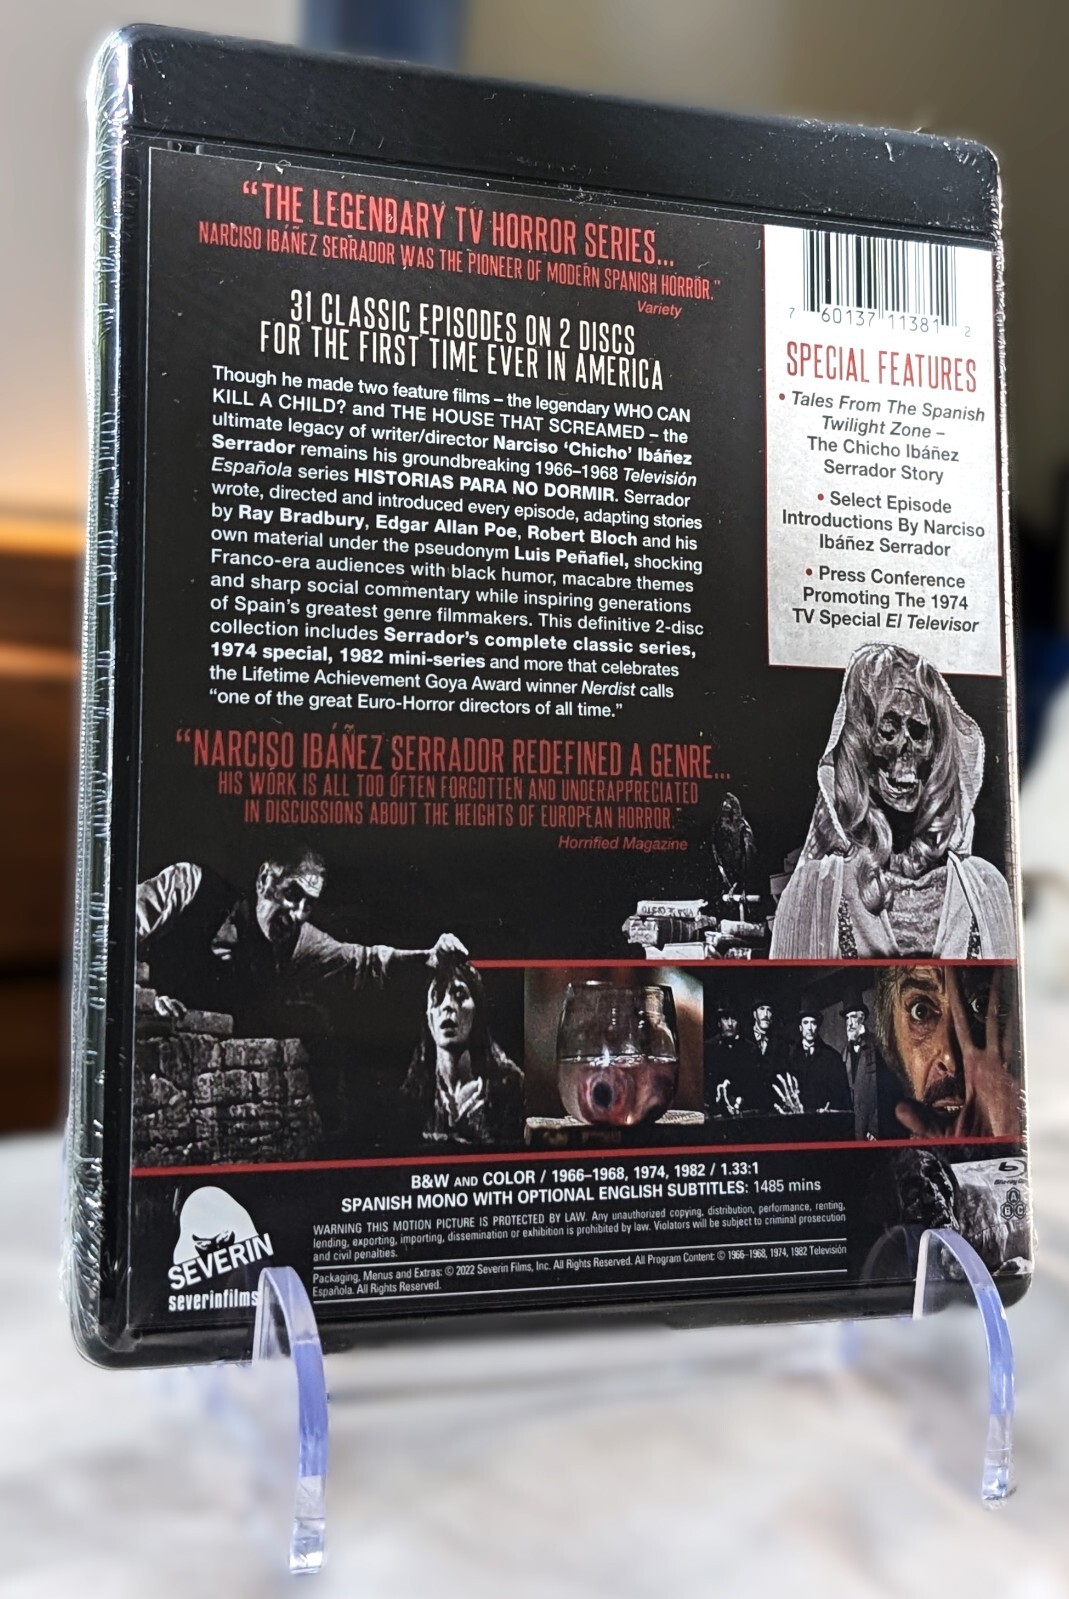 “THE LEGENDARY TV HORROR SERIES...
NARCISO IBÁÑEZ SERRADOR WAS THE PIONEER OF MODERN SPANISH HORROR.”
Variety
31 CLASSIC EPISODES ON 2 DISCS
FOR THE FIRST TIME EVER IN AMERICA
Though he made two feature films – the legendary WHO CAN
KILL A CHILD? and THE HOUSE THAT SCREAMED – the
ultimate legacy of writer/director Narciso ‘Chicho’ Ibáñez
Serrador remains his groundbreaking 1966–1968 Televisión
Española series HISTORIAS PARA NO DORMIR. Serrador
wrote, directed and introduced every episode, adapting stories
by Ray Bradbury, Edgar Allan Poe, Robert Bloch and his
own material under the pseudonym Luis Peñafiel, shocking
Franco-era audiences with black humor, macabre themes
and sharp social commentary while inspiring generations
of Spain’s greatest genre filmmakers. This definitive 2-disc
collection includes Serrador’s complete classic series,
1974 special, 1982 mini-series and more that celebrates
the Lifetime Achievement Goya Award winner Nerdist calls
“one of the great Euro-Horror directors of all time.”
“NARCISO IBÁÑEZ SERRADOR REDEFINED A GENRE...
HIS WORK IS ALL TOO OFTEN FORGOTTEN AND UNDERAPPRECIATED
IN DISCUSSIONS ABOUT THE HEIGHTS OF EUROPEAN HORROR.”
Horrified Magazine
7 60137 11381 2
SPECIAL FEATURES
• Tales From The Spanish
Twilight Zone –
The Chicho Ibáñez
Serrador Story
• Select Episode
Introductions By Narciso
Ibáñez Serrador
• Press Conference
Promoting The 1974
TV Special El Televisor
B&W AND COLOR / 1966–1968, 1974, 1982 / 1.33:1
SPANISH MONO WITH OPTIONAL ENGLISH SUBTITLES: 1485 mins
WARNING THIS MOTION PICTURE IS PROTECTED BY LAW. Any unauthorized copying, distribution, performance, renting,
lending, exporting, importing, dissemination or exhibition is prohibited by law. Violators will be subject to criminal prosecution
and civil penalties.
Packaging, Menus and Extras: © 2022 Severin Films, Inc. All Rights Reserved. All Program Content: © 1966–1968, 1974, 1982 Televisión
Española. All Rights Reserved.
SEVERIN
severinfilms
Blu-ray Disc
A
B C